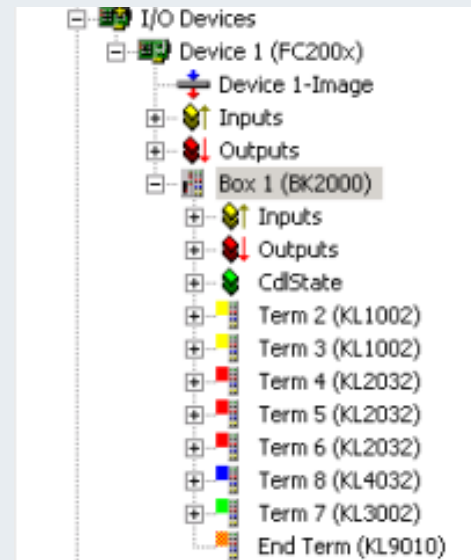 I/O Devices
Device 1 (FC200x)
Device 1-Image
Inputs
Outputs
Box 1 (BK2000)
Inputs
Outputs
CdlState
Term 2 (KL1002)
Term 3 (KL1002)
Term 4 (KL2032)
Term 5 (KL2032)
Term 6 (KL2032)
Term 8 (KL4032)
Term 7 (KL3002)
End Term (KL9010)